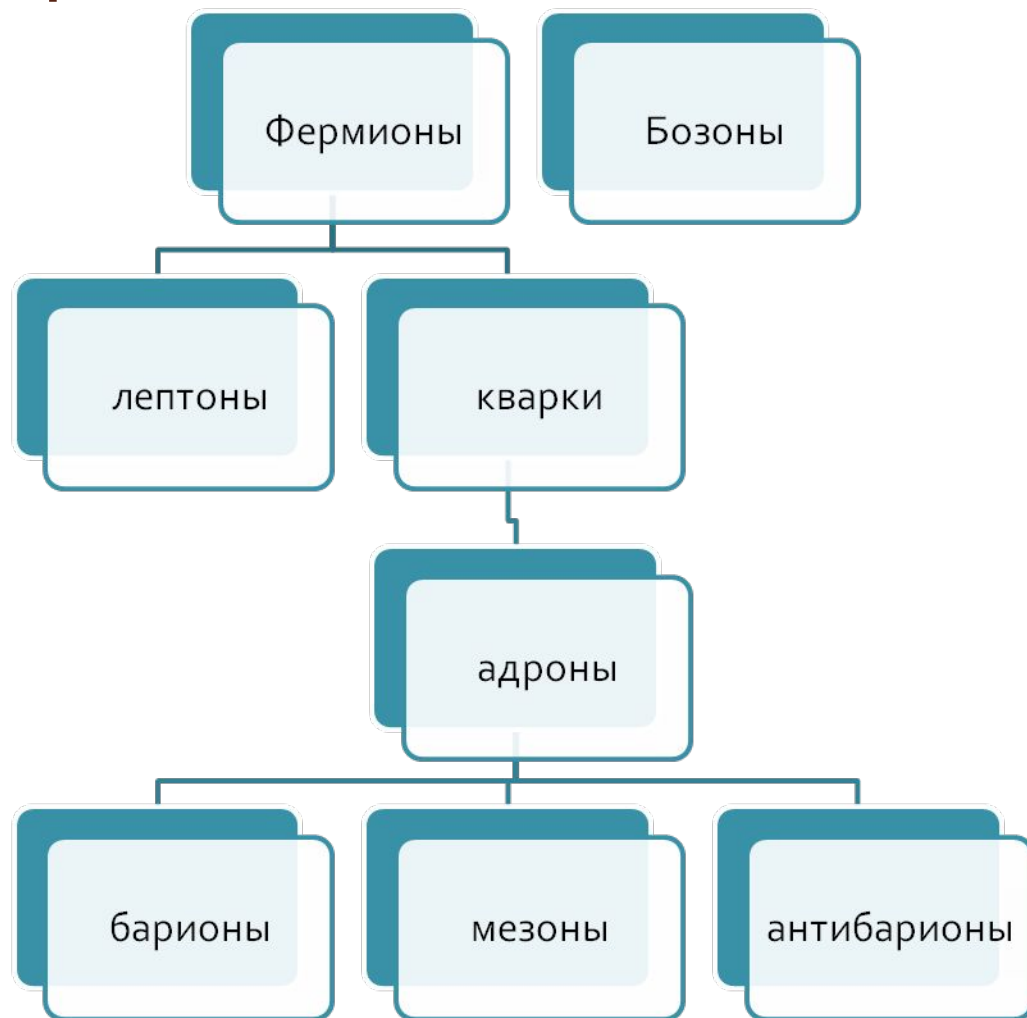 Фермионы
Бозоны
лептоны
кварки
адроны
барионы
мезоны
антибарионы